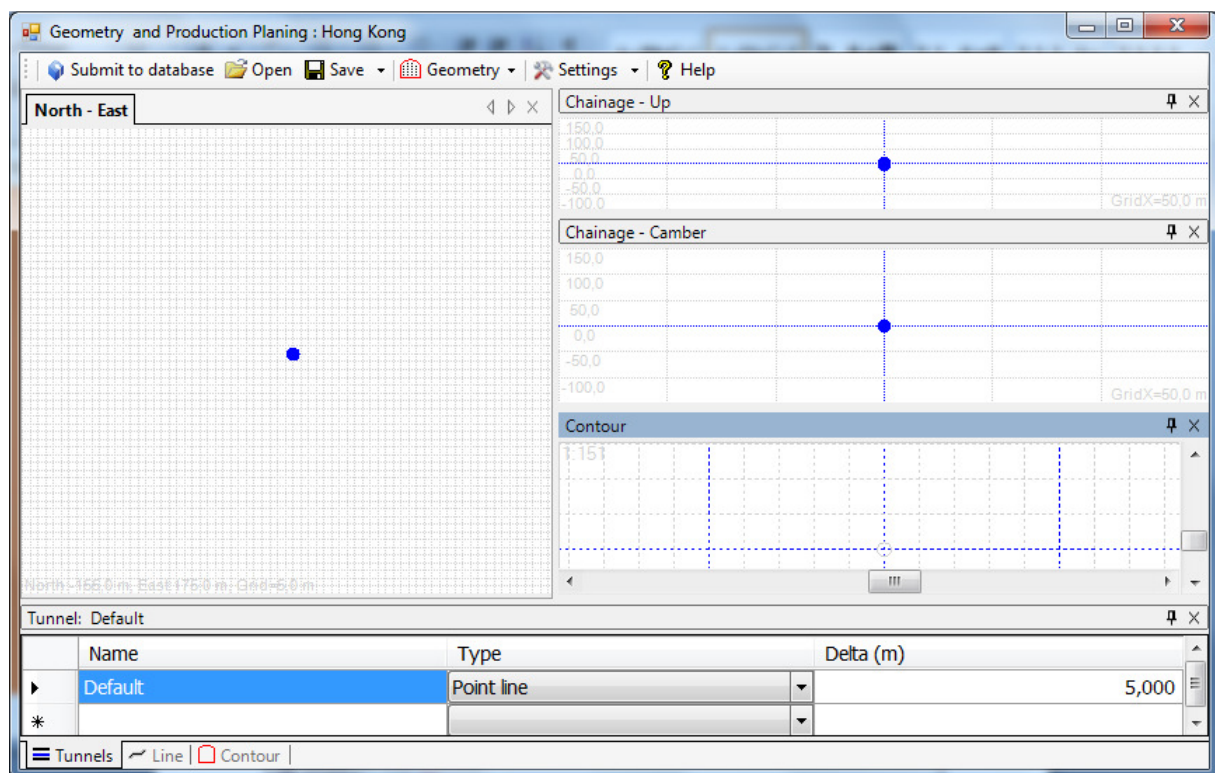 Geometry and Production Planing : Hong Kong
Submit to database Open Save Geometry Settings Help
North - East
Chainage - Up
150,0
100,0
50,0
0,0
-50,0
-100,0
GridX=50,0 m
Chainage - Camber
150,0
100,0
50,0
0,0
-50,0
-100,0
GridX=50,0 m
Contour
1:151
North -166,0 m, East 175,0 m, Grid=5,0 m
Tunnel: Default
Name Type Delta (m)
Default Point line 5,000
Tunnels Line Contour